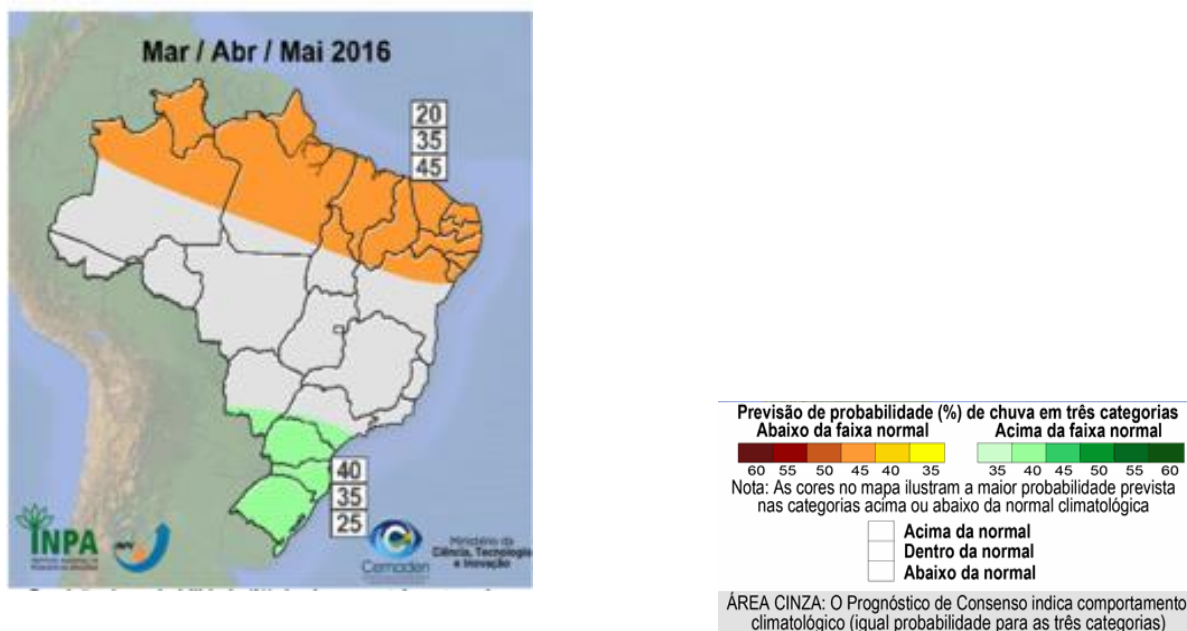 Mar / Abr / Mai 2016
20
35
45
40
35
25
INPA
Cemaden
Ministério da
Ciência, Tecnologia
e Inovação
Previsão de probabilidade (%) de chuva em três categorias
Abaixo da faixa normal Acima da faixa normal
60 55 50 45 40 35 35 40 45 50 55 60
Nota: As cores no mapa ilustram a maior probabilidade prevista
nas categorias acima ou abaixo da normal climatológica
Acima da normal
Dentro da normal
Abaixo da normal
ÁREA CINZA: O Prognóstico de Consenso indica comportamento
climatológico (igual probabilidade para as três categorias)